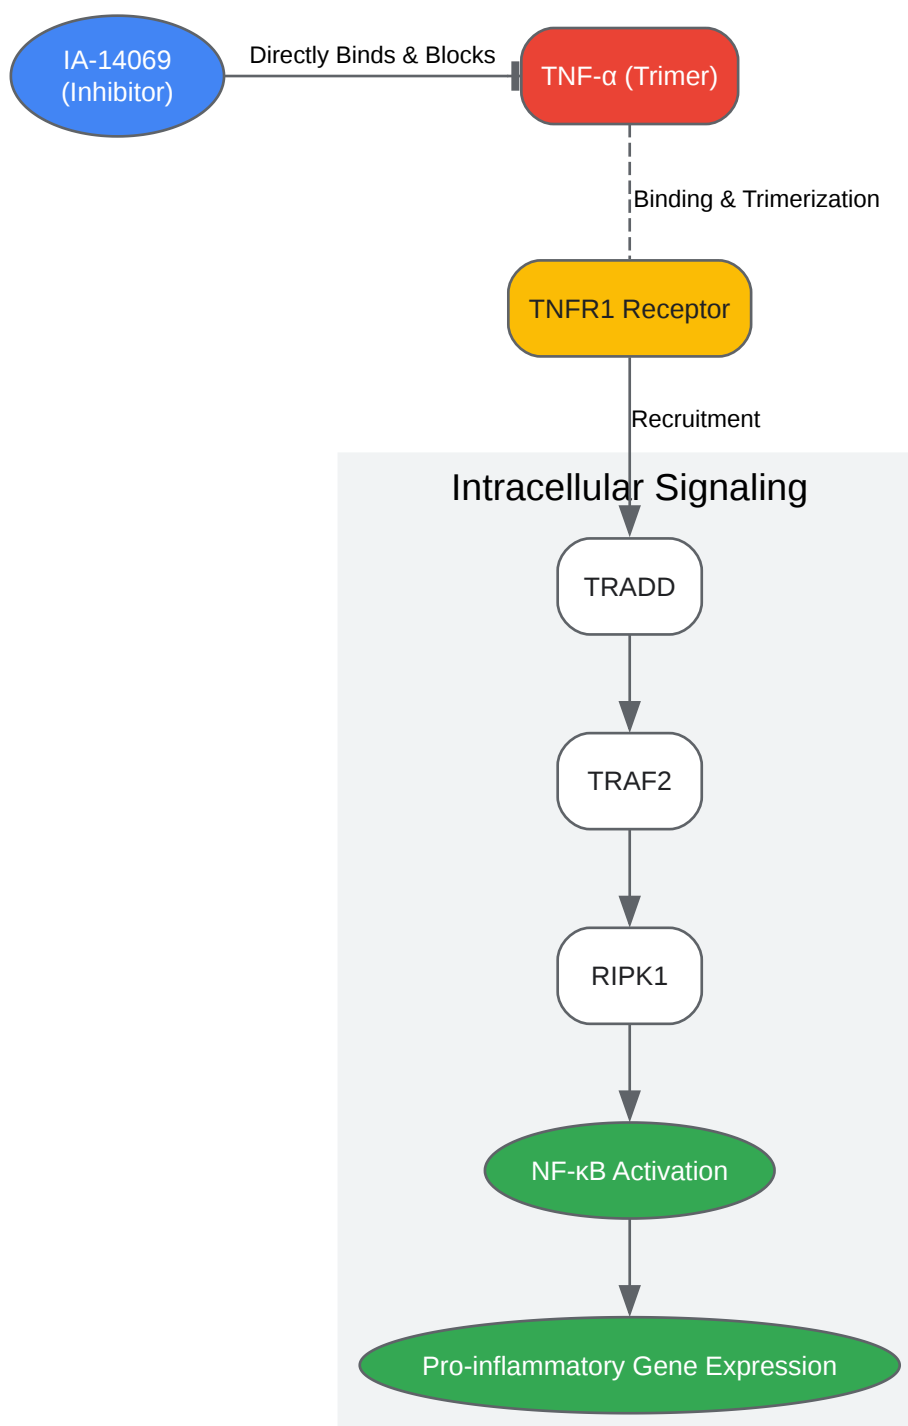 IA-14069
(Inhibitor)
Directly Binds & Blocks
TNF-α (Trimer)
Binding & Trimerization
TNFR1 Receptor
Recruitment
Intracellular Signaling
TRADD
TRAF2
RIPK1
NF-κB Activation
Pro-inflammatory Gene Expression